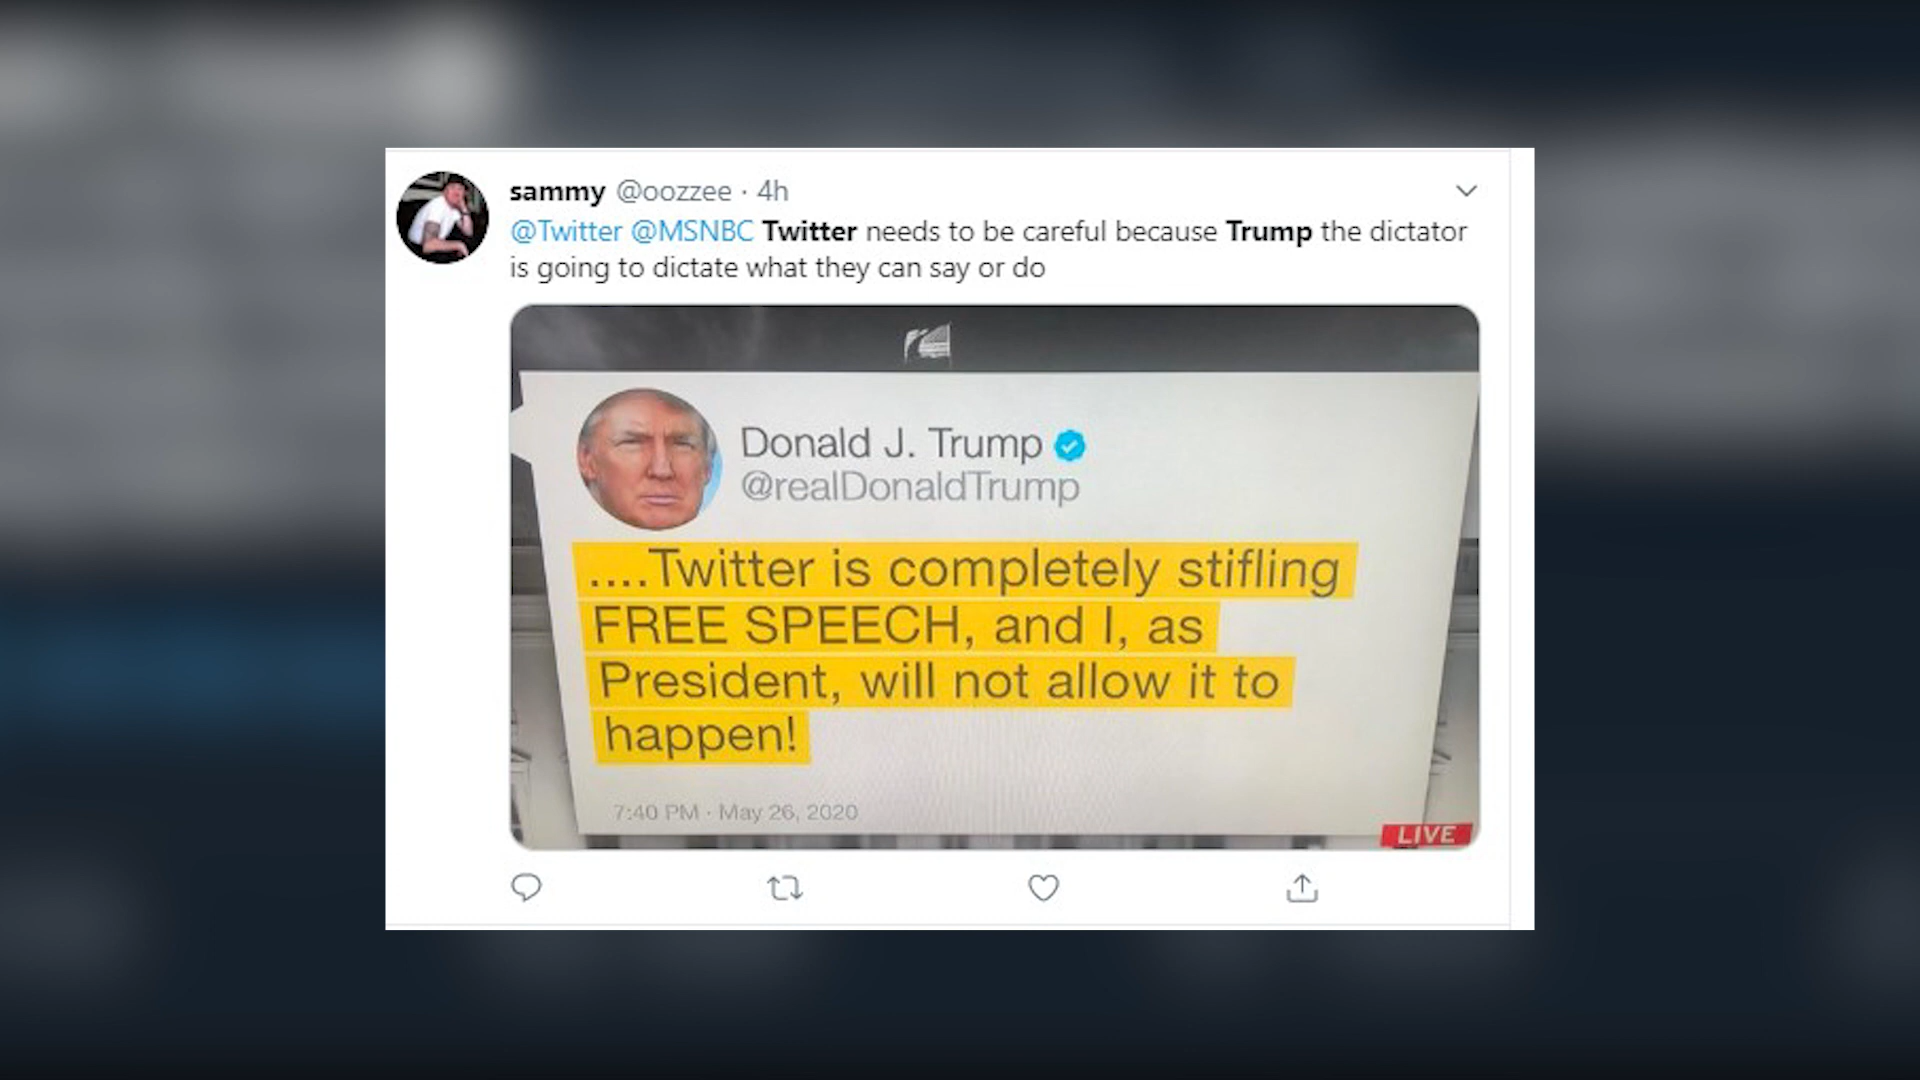 sammy @oozzee · 4h
@Twitter @MSNBC Twitter needs to be careful because Trump the dictator
is going to dictate what they can say or do
Donald J. Trump
@realDonaldTrump
....Twitter is completely stifling
FREE SPEECH, and I, as
President, will not allow it to
happen!
7:40 PM · May 26, 2020
LIVE